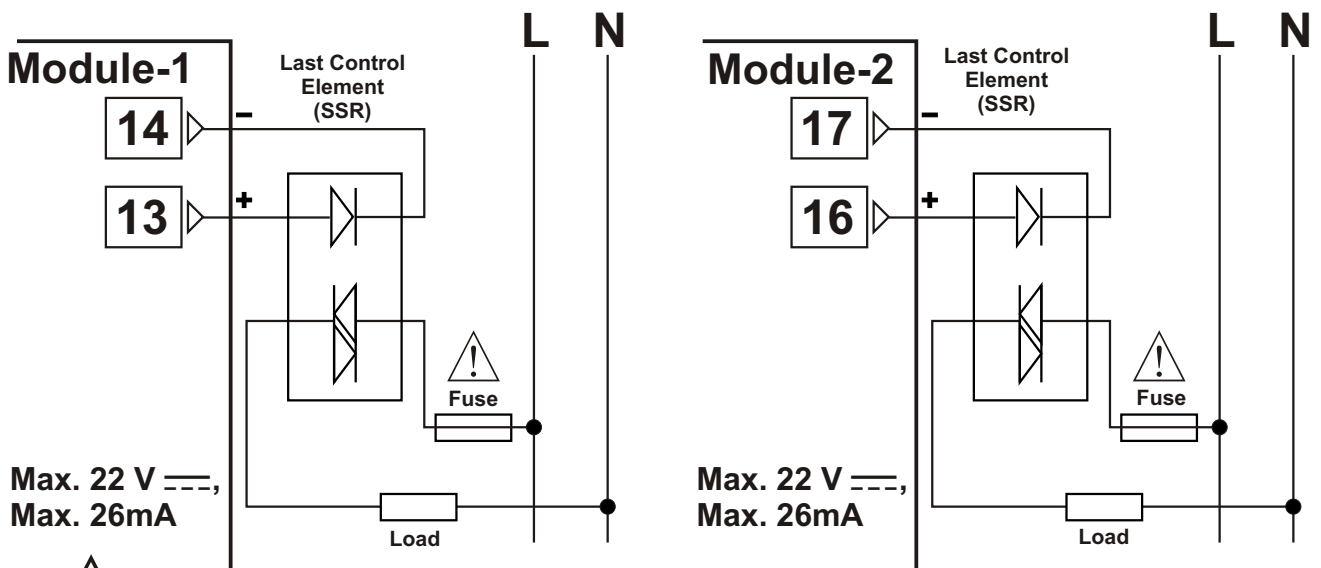 L N
Module-1
Last Control
Element
(SSR)
14
-
13
+
!
Fuse
Max. 22 V ⎓,
Max. 26mA
Load
L N
Module-2
Last Control
Element
(SSR)
17
-
16
+
!
Fuse
Max. 22 V ⎓,
Max. 26mA
Load